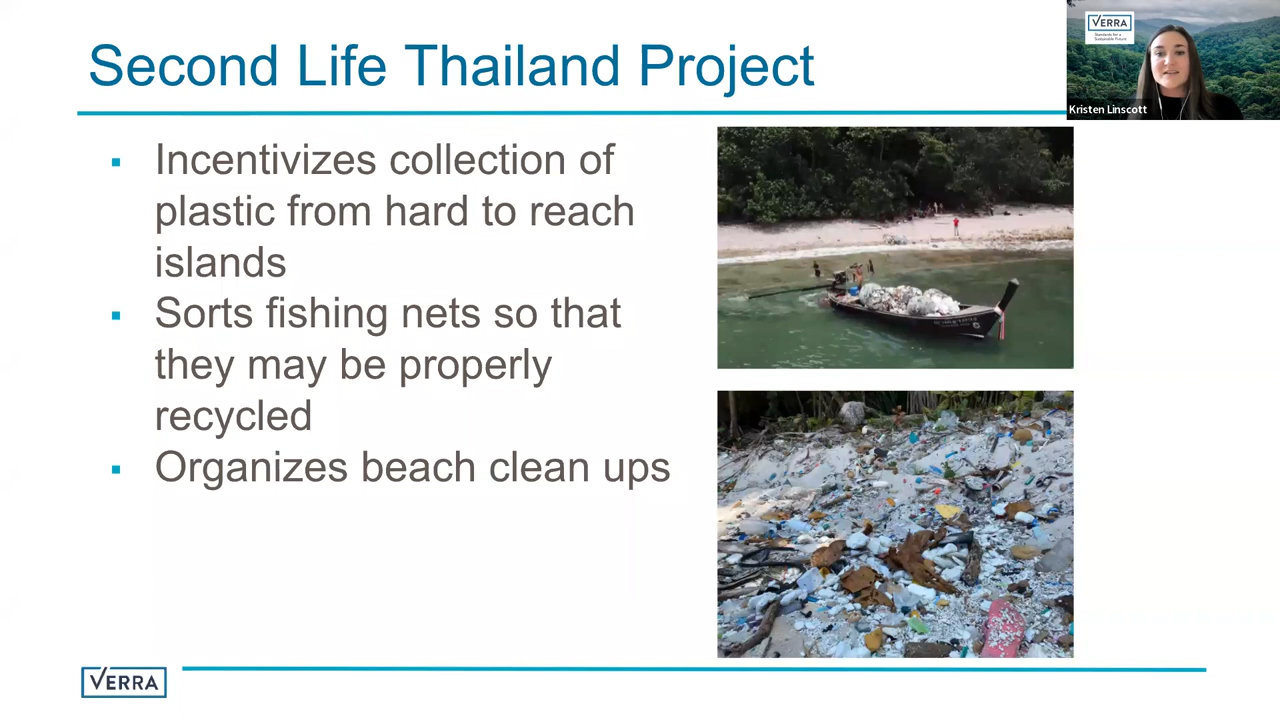 Second Life Thailand Project
VERRA
Standards for a
Sustainable Future
Kristen Linscott
▪ Incentivizes collection of
plastic from hard to reach
islands
▪ Sorts fishing nets so that
they may be properly
recycled
▪ Organizes beach clean ups
VERRA